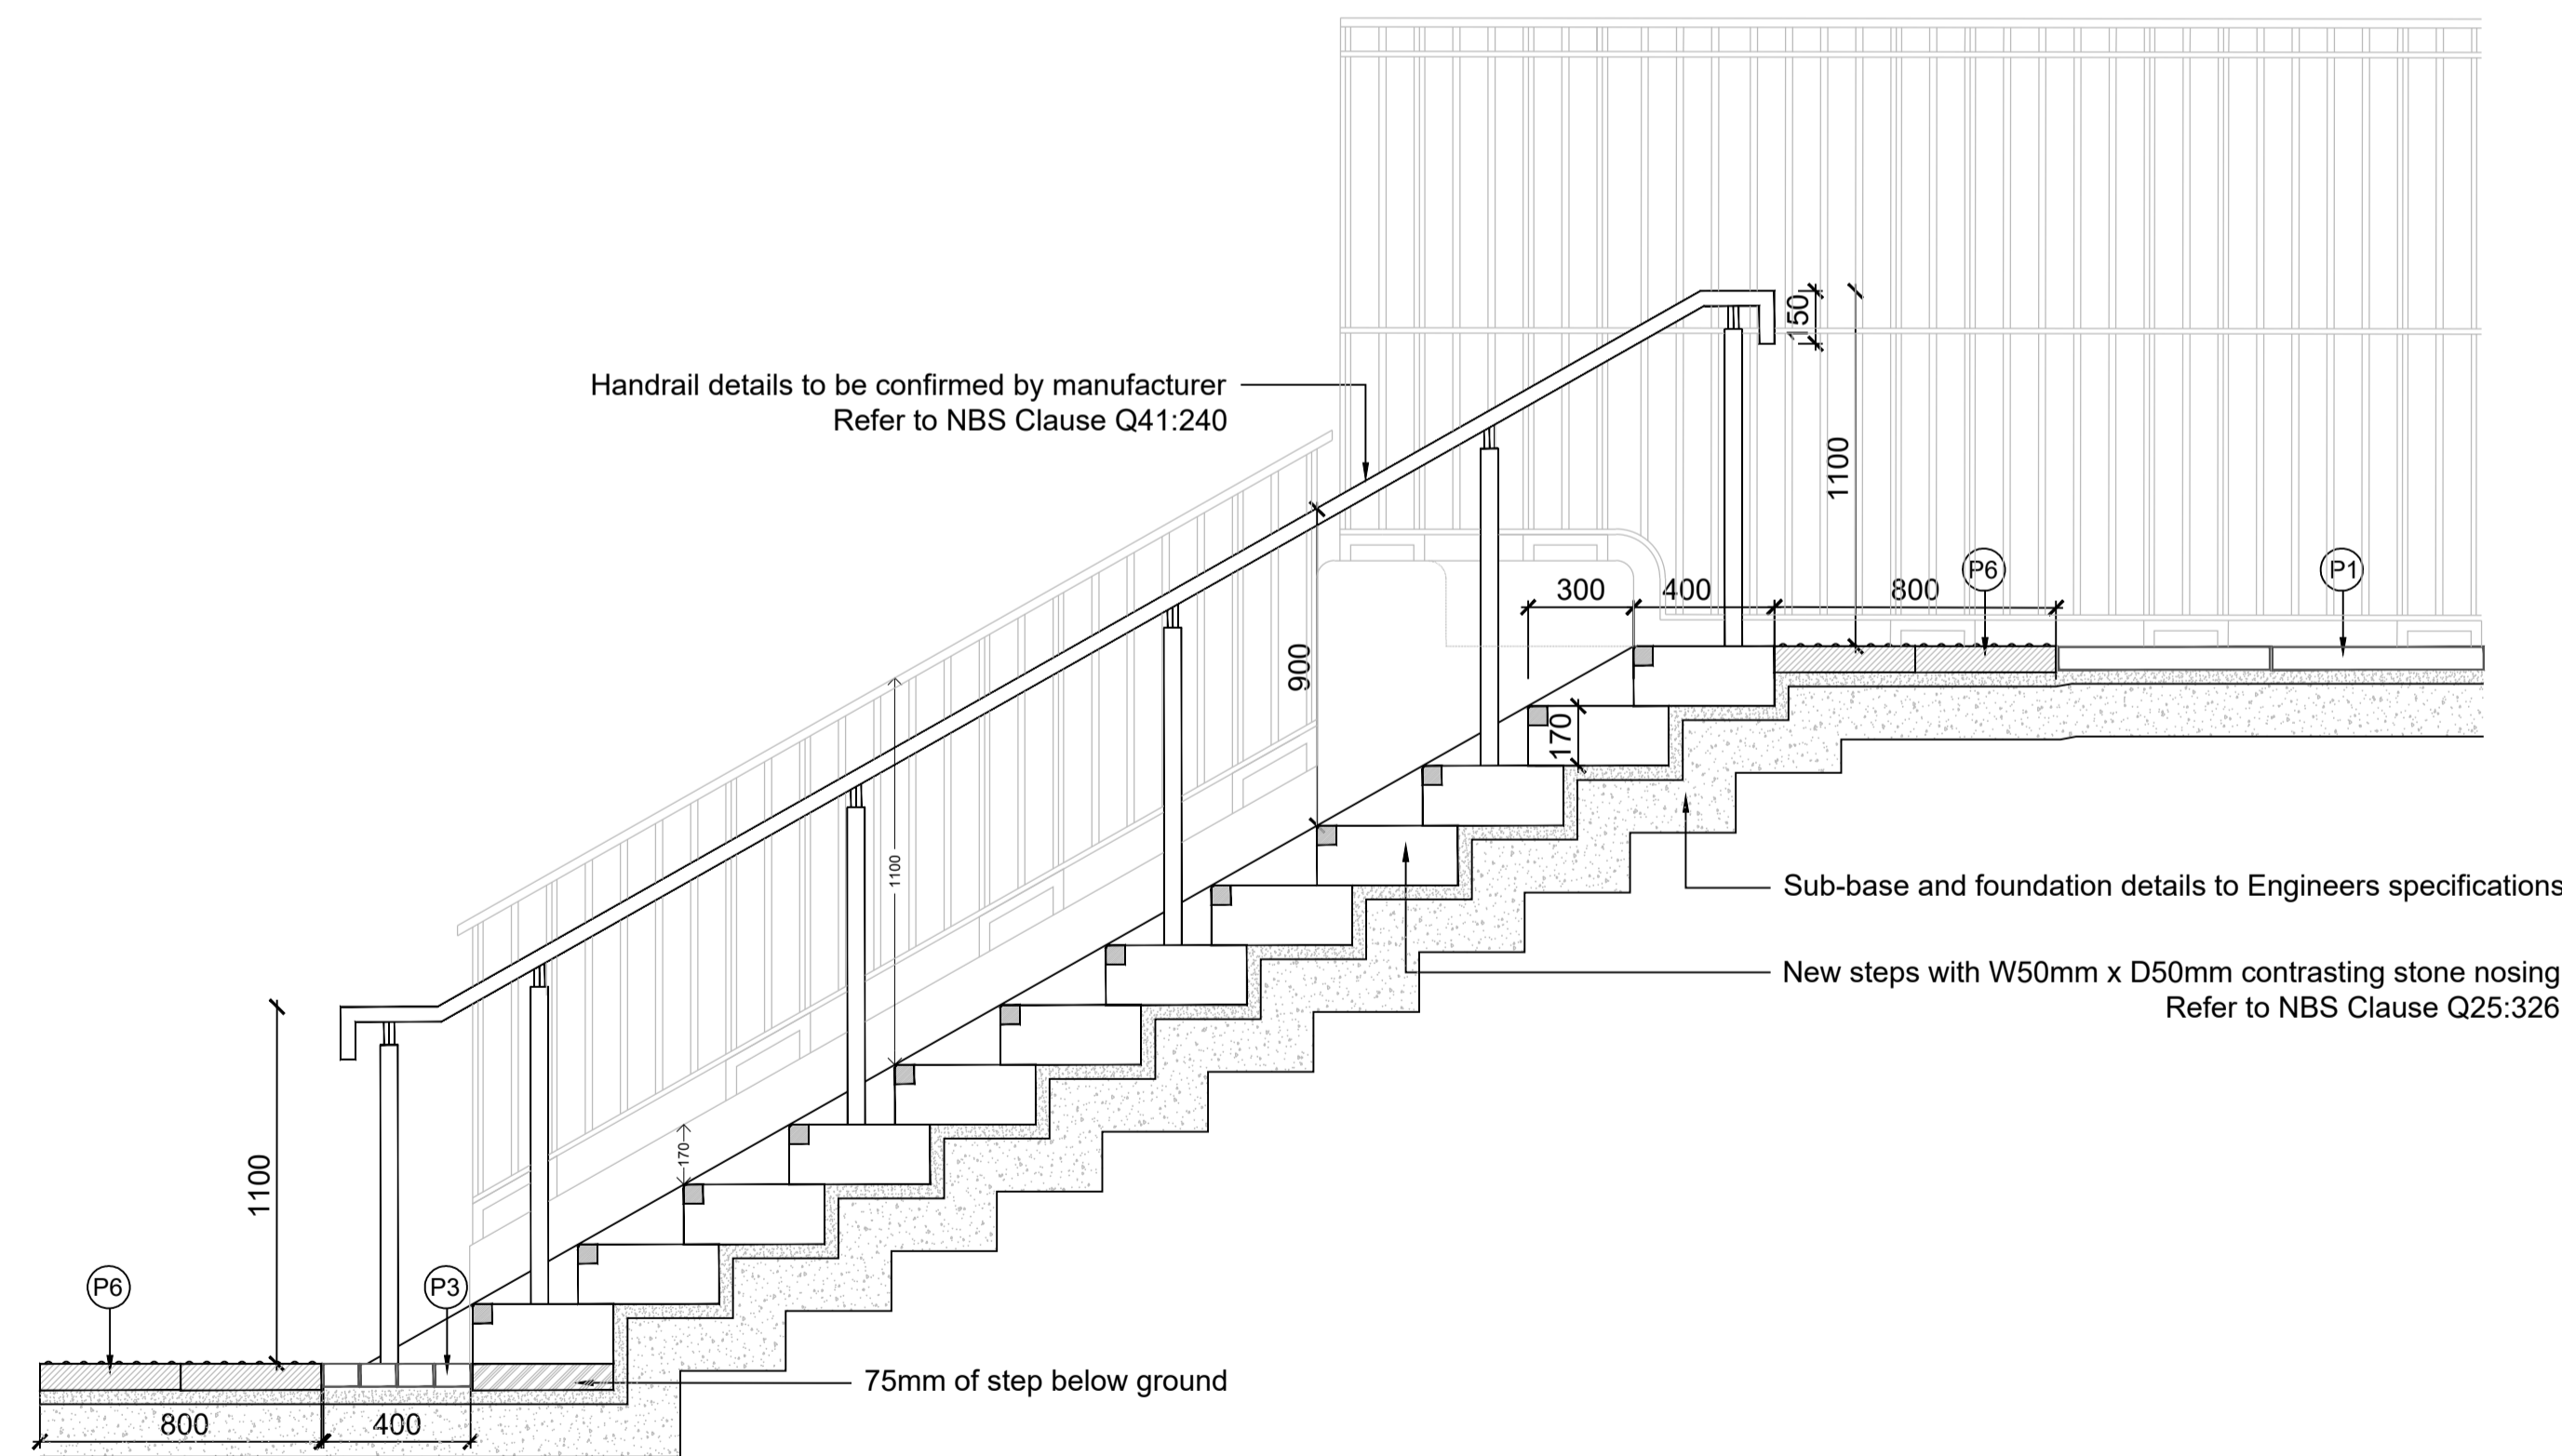 150
Handrail details to be confirmed by manufacturer
Refer to NBS Clause Q41:240
1100
300
400
800
P6
P1
900
170
1100
Sub-base and foundation details to Engineers specifications
New steps with W50mm x D50mm contrasting stone nosing
Refer to NBS Clause Q25:326
170
1100
P6
P3
75mm of step below ground
800
400